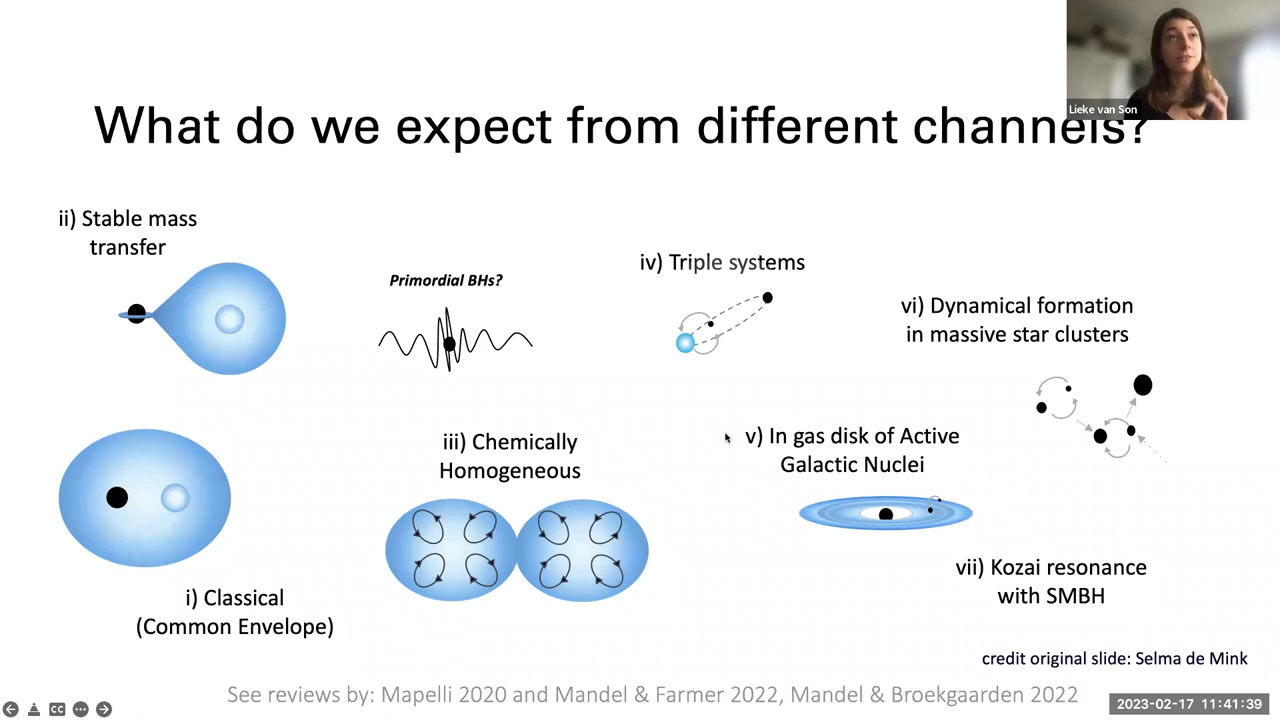 Lieke van Son
What do we expect from different channels?
ii) Stable mass
transfer
Primordial BHs?
iv) Triple systems
vi) Dynamical formation
in massive star clusters
iii) Chemically
Homogeneous
v) In gas disk of Active
Galactic Nuclei
vii) Kozai resonance
with SMBH
i) Classical
(Common Envelope)
credit original slide: Selma de Mink
See reviews by: Mapelli 2020 and Mandel & Farmer 2022, Mandel & Broekgaarden 2022
CC
2023-02-17 11:41:39